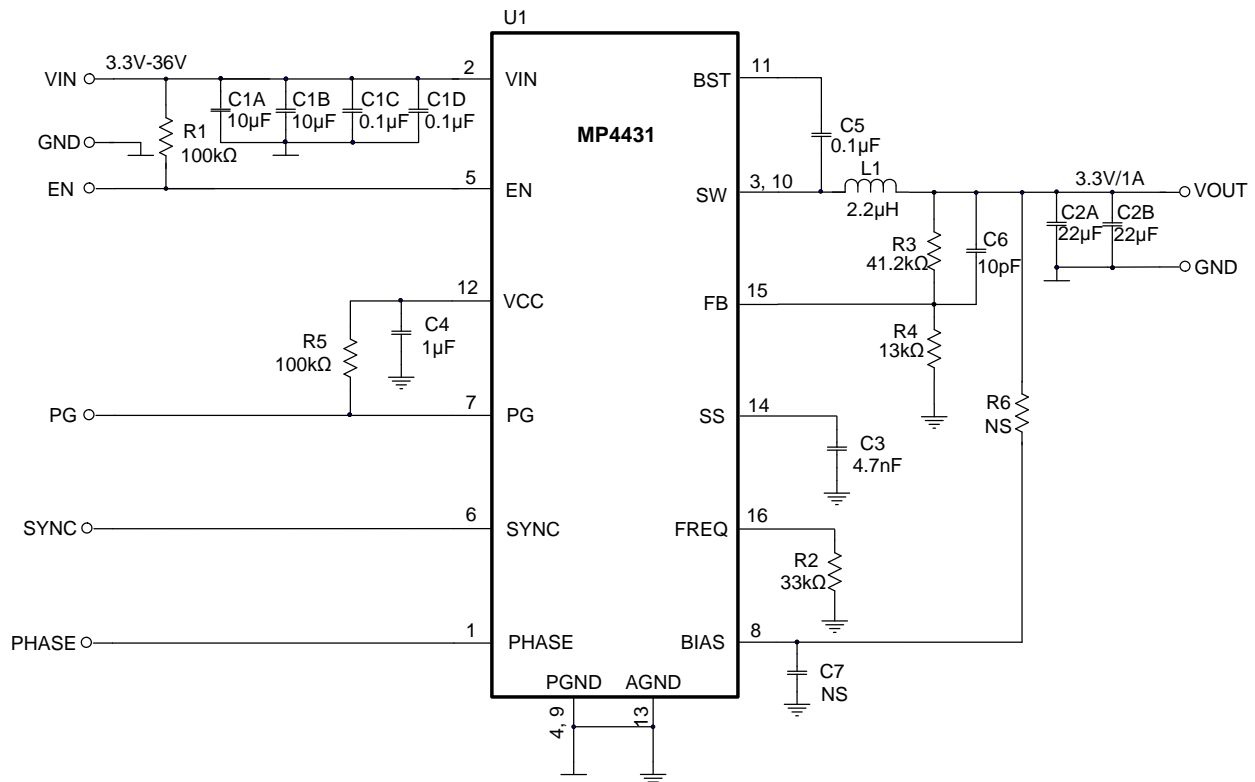 U1
MP4431
3.3V-36V
VIN
GND
EN
C1A
10µF
C1B
10µF
C1C
0.1µF
C1D
0.1µF
R1
100kΩ
2
VIN
5
EN
12
VCC
C4
1µF
R5
100kΩ
PG
7
PG
SYNC
6
SYNC
PHASE
1
PHASE
PGND
AGND
4, 9
13
BST
11
C5
0.1µF
SW
3, 10
L1
2.2µH
3.3V/1A
VOUT
C2A
22µF
C2B
22µF
GND
R3
41.2kΩ
C6
10pF
FB
15
R4
13kΩ
SS
14
C3
4.7nF
R6
NS
FREQ
16
R2
33kΩ
BIAS
8
C7
NS